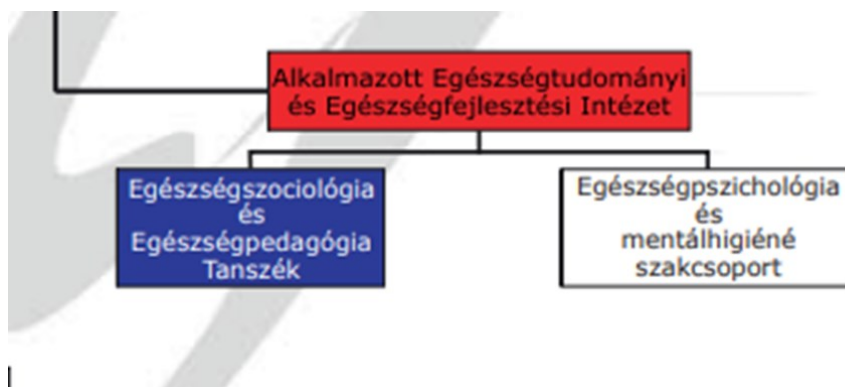 Alkalmazott Egészségtudományi
és Egészségfejlesztési Intézet
Egészségszociológia
és
Egészségpedagógia
Tanszék
Egészségpszichológia
és
mentálhigiéné
szakcsoport